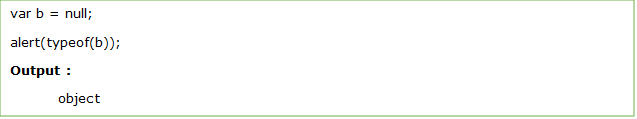 var b = null;
alert(typeof(b));
Output :
object